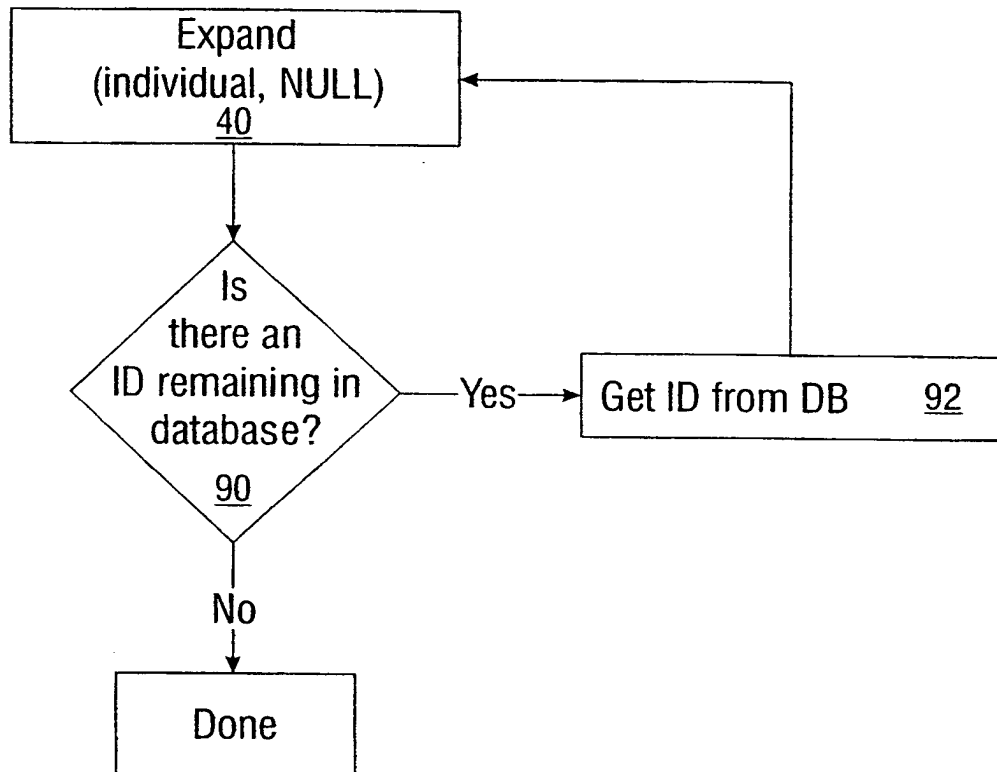 Expand
(individual, NULL)
40
Is
there an
ID remaining in
database?
90
Yes
Get ID from DB 92
No
Done